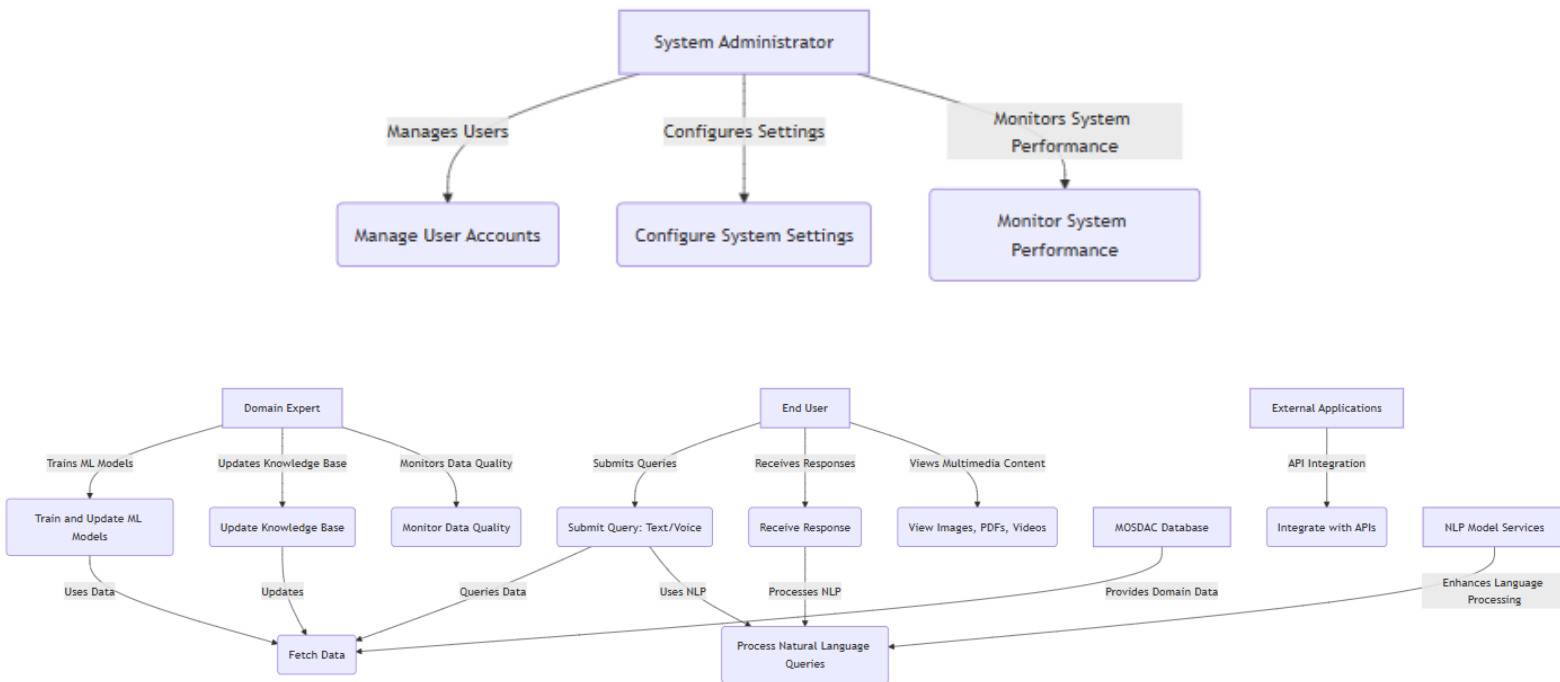 System Administrator
Manages Users
Configures Settings
Monitors System
Performance
Manage User Accounts
Configure System Settings
Monitor System
Performance
Domain Expert
End User
External Applications
Trains ML Models
Updates Knowledge Base
Monitors Data Quality
Submits Queries
Receives Responses
Views Multimedia Content
API Integration
Train and Update ML
Models
Update Knowledge Base
Monitor Data Quality
Submit Query: Text/Voice
Receive Response
View Images, PDFs, Videos
MOSDAC Database
Integrate with APIs
NLP Model Services
Uses Data
Updates
Queries Data
Uses NLP
Processes NLP
Provides Domain Data
Enhances Language
Processing
Fetch Data
Process Natural Language
Queries